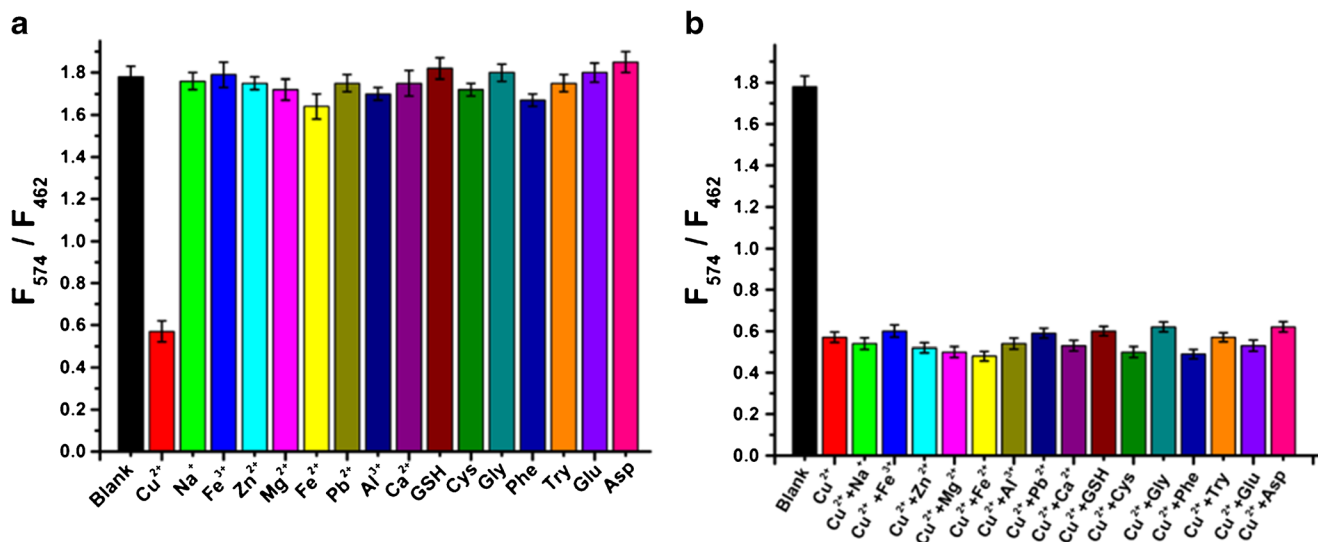 a
F574 / F462
1.8
1.6
1.4
1.2
1.0
0.8
0.6
0.4
0.2
0.0
Blank
Cu2+
Na+
Fe3+
Zn2+
Mg2+
Fe2+
Pb2+
Al3+
Ca2+
GSH
Cys
Gly
Phe
Try
Glu
Asp
b
F574 / F462
1.8
1.6
1.4
1.2
1.0
0.8
0.6
0.4
0.2
0.0
Blank
Cu2+
Cu2++Na+
Cu2++Fe3+
Cu2++Zn2+
Cu2++Mg2+
Cu2++Fe2+
Cu2++Al3+
Cu2++Pb2+
Cu2++Ca2+
Cu2++GSH
Cu2++Cys
Cu2++Gly
Cu2++Phe
Cu2++Try
Cu2++Glu
Cu2++Asp